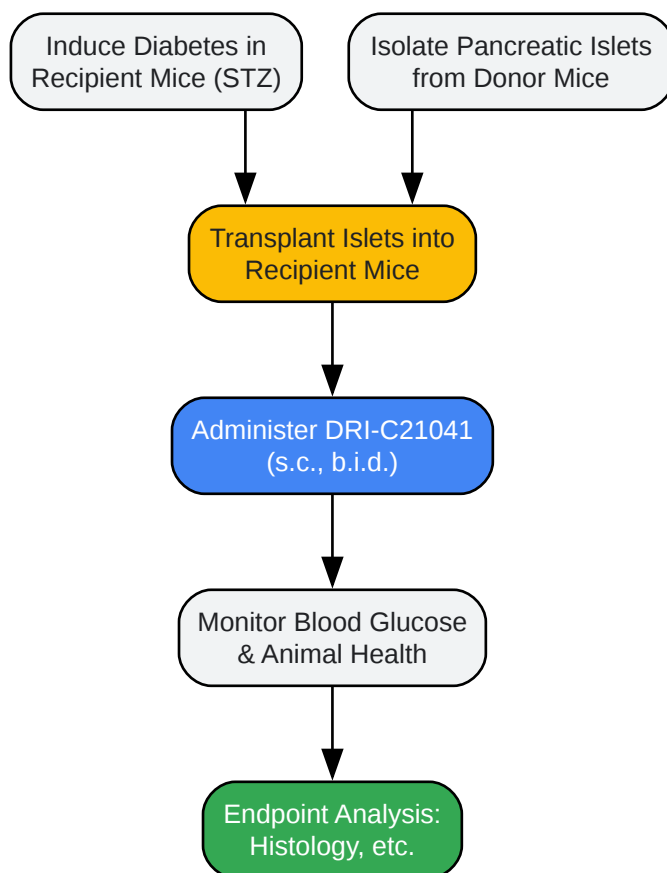 Induce Diabetes in
Recipient Mice (STZ)
Isolate Pancreatic Islets
from Donor Mice
Transplant Islets into
Recipient Mice
Administer DRI-C21041
(s.c., b.i.d.)
Monitor Blood Glucose
& Animal Health
Endpoint Analysis:
Histology, etc.